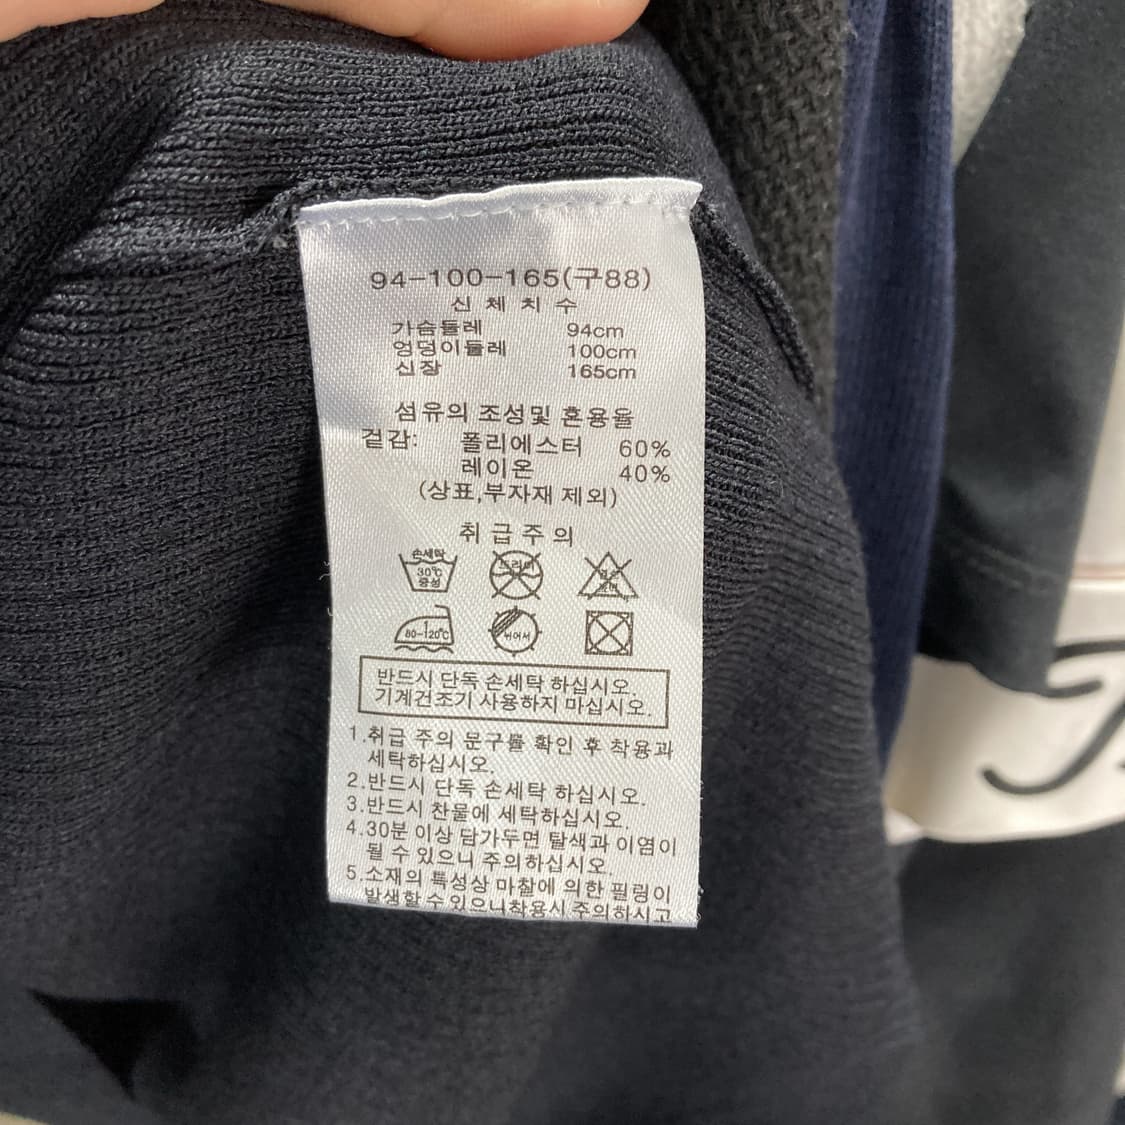 94-100-165(구88)
신 체 치 수
가슴둘레 94cm
엉덩이둘레 100cm
신장 165cm
섬유의 조성및 혼용율
겉감: 폴리에스터 60%
레이온 40%
(상표,부자재 제외)
취 급 주 의
손세탁
30℃
중성
드라이
80-120℃
뉘어서
반드시 단독 손세탁 하십시오.
기계건조기 사용하지 마십시오.
1.취급 주의 문구를 확인 후 착용과
세탁하십시오.
2.반드시 단독 손세탁 하십시오.
3.반드시 찬물에 세탁하십시오.
4.30분 이상 담가두면 탈색과 이염이
될 수 있으니 주의하십시오.
5.소재의 특성상 마찰에 의한 필링이
발생할 수 있으니착용시 주의하시고